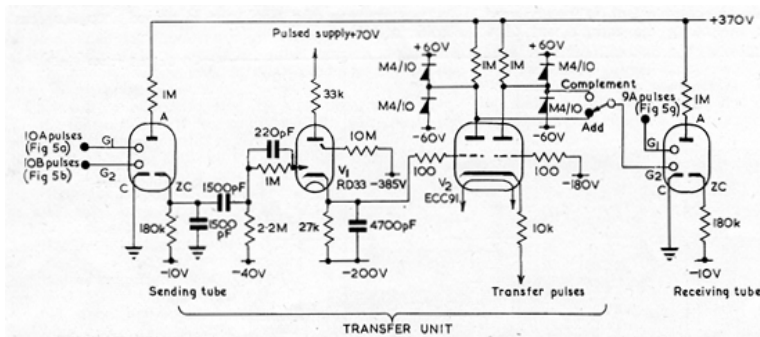 +370V
Pulsed supply+70V
+60V
+60V
M4/10
M4/10
1M
1M
Complement
M4/10
M4/10
Add
-60V
-60V
9A pulses
(Fig 5g)
1M
A
G1
G2
C
ZC
180k
-10V
Receiving tube
1M
A
10A pulses
(Fig 5a)
10B pulses
(Fig 5b)
G1
G2
C
ZC
180k
-10V
Sending tube
1500pF
1500
pF
220pF
1M
2·2M
-40V
33k
10M
-385V
V1
RD33
27k
4700pF
-200V
100
V2
ECC91
100
-180V
10k
Transfer pulses
TRANSFER UNIT